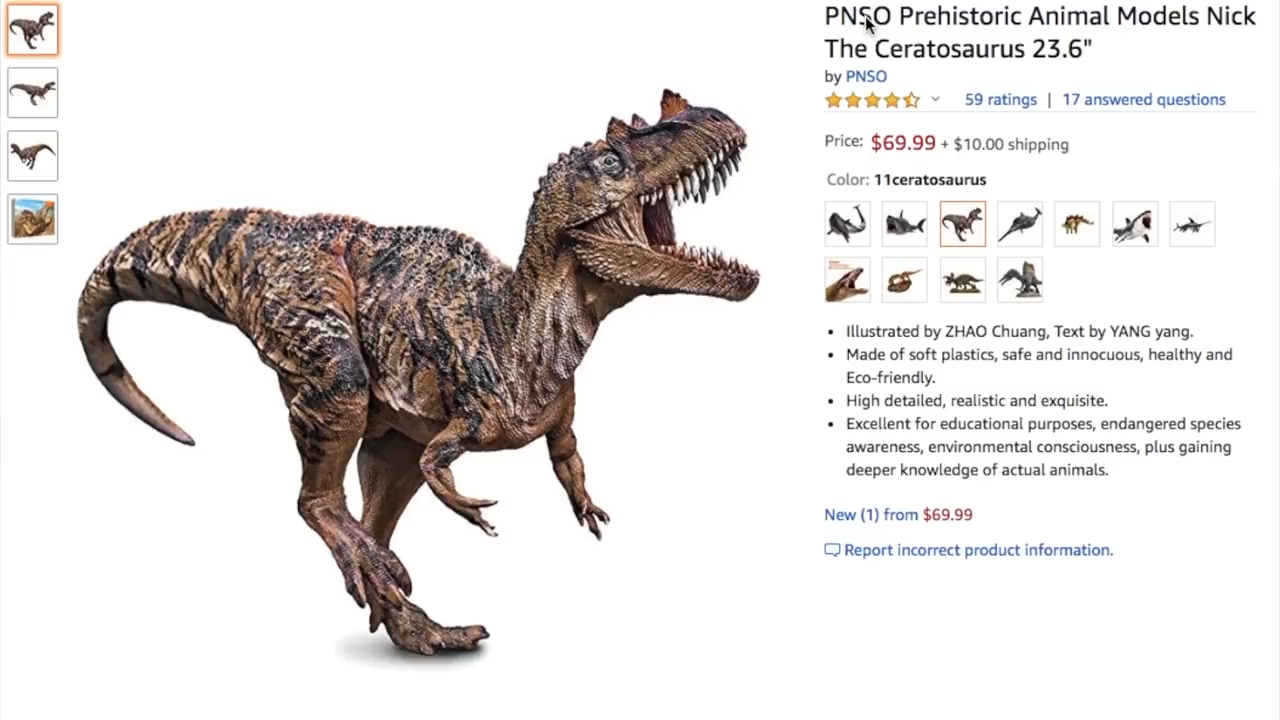 PNSO Prehistoric Animal Models Nick
The Ceratosaurus 23.6"
by PNSO
59 ratings | 17 answered questions
Price: $69.99 + $10.00 shipping
Color: 11ceratosaurus
• Illustrated by ZHAO Chuang, Text by YANG yang.
• Made of soft plastics, safe and innocuous, healthy and
Eco-friendly.
• High detailed, realistic and exquisite.
• Excellent for educational purposes, endangered species
awareness, environmental consciousness, plus gaining
deeper knowledge of actual animals.
New (1) from $69.99
Report incorrect product information.